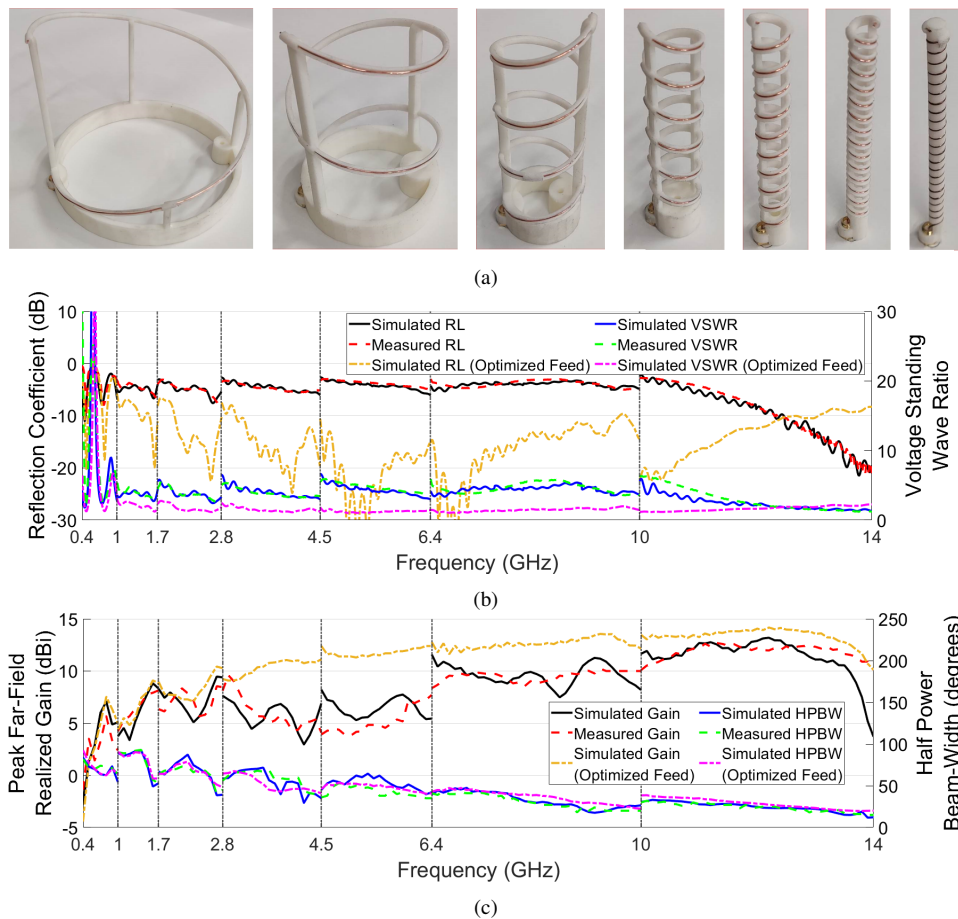 (a)
10
0
-10
-20
-30
Reflection Coefficient (dB)
Simulated RL
Measured RL
Simulated RL (Optimized Feed)
Simulated VSWR
Measured VSWR
Simulated VSWR (Optimized Feed)
30
20
10
0
Voltage Standing
Wave Ratio
0.4 1 1.7 2.8 4.5 6.4 10 14
Frequency (GHz)
(b)
15
10
5
0
-5
Peak Far-Field
Realized Gain (dBi)
Simulated Gain
Measured Gain
Simulated Gain
(Optimized Feed)
Simulated HPBW
Measured HPBW
Simulated HPBW
(Optimized Feed)
250
200
150
100
50
0
Half Power
Beam-Width (degrees)
0.4 1 1.7 2.8 4.5 6.4 10 14
Frequency (GHz)
(c)